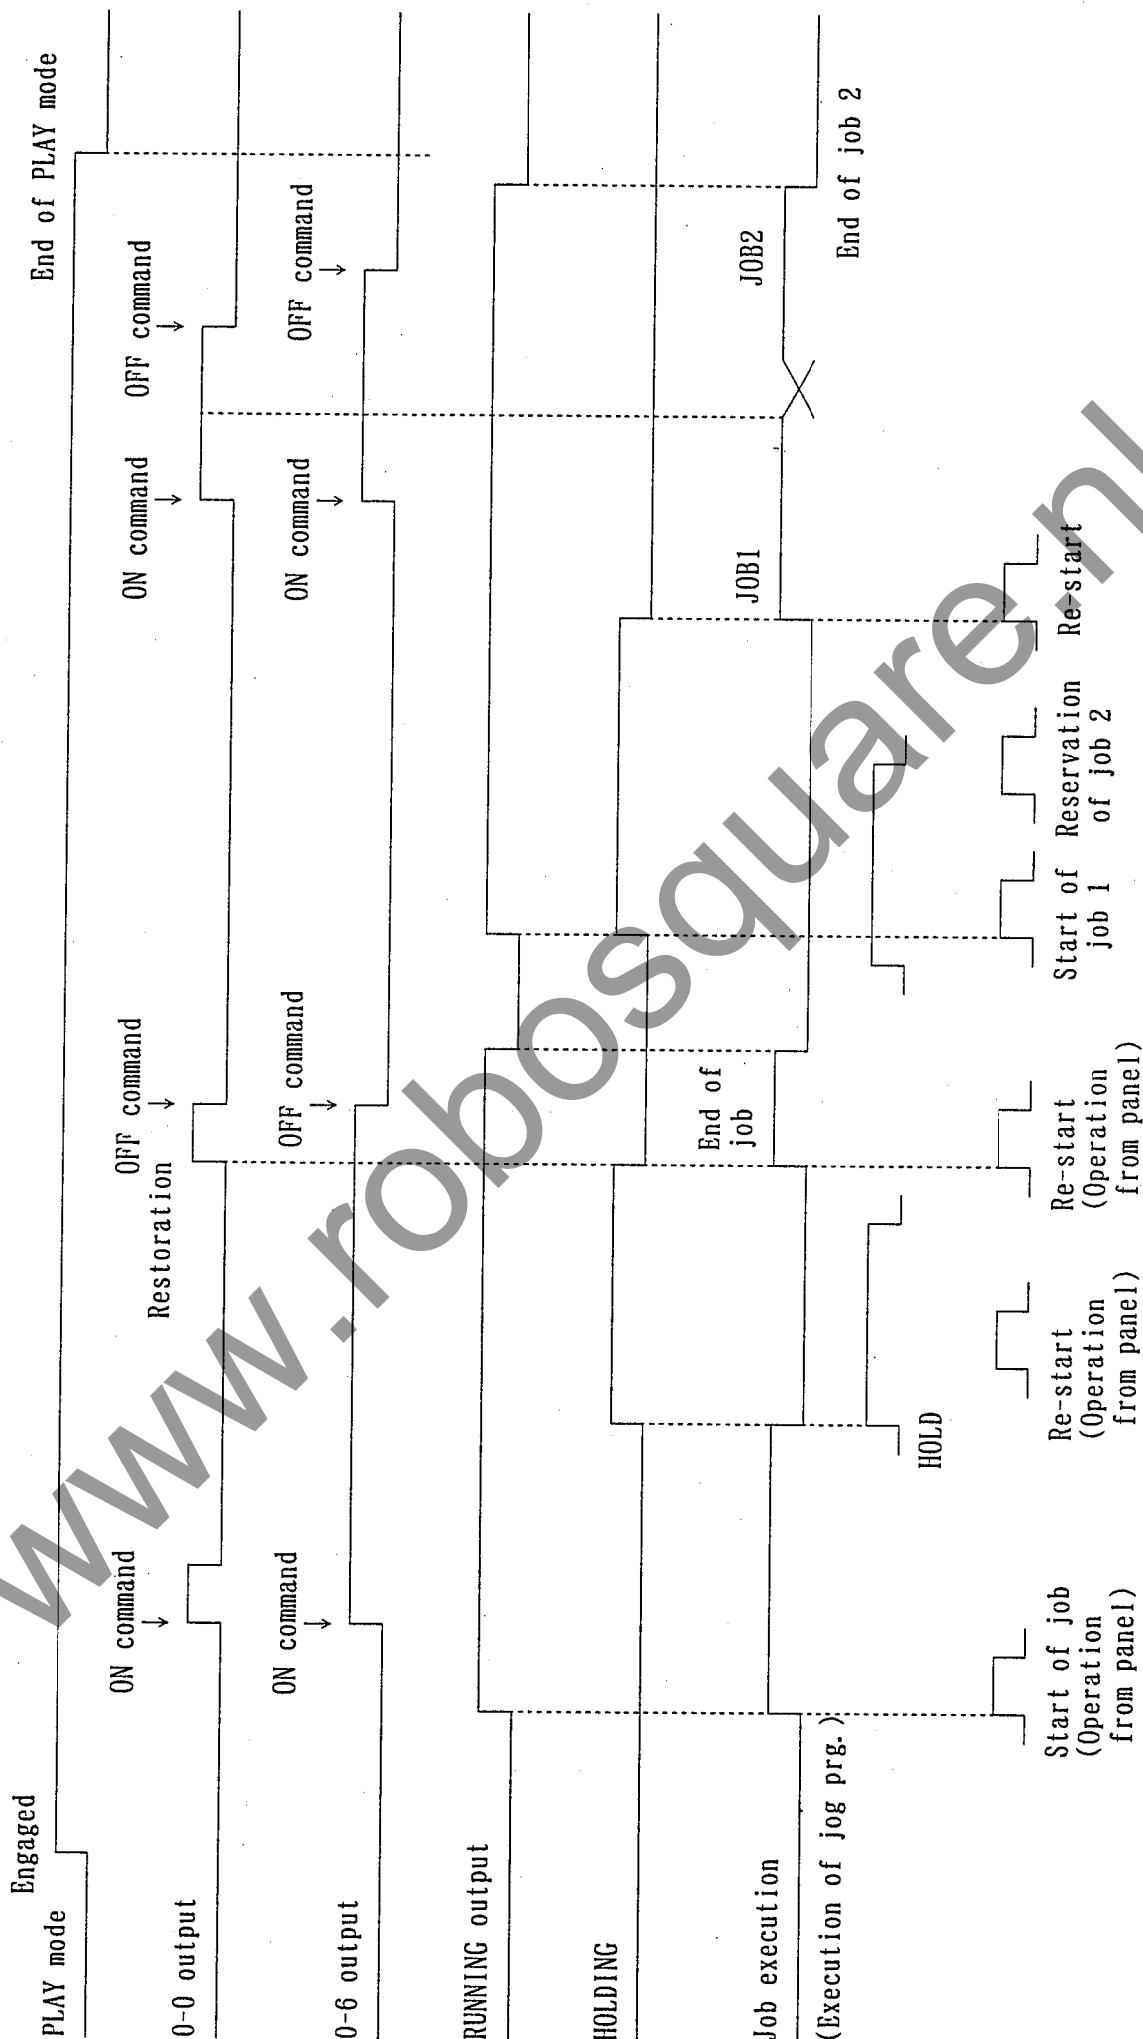 PLAY mode
Engaged
End of PLAY mode
O-0 output
ON command
Restoration
OFF command
ON command
OFF command
O-6 output
ON command
OFF command
ON command
OFF command
RUNNING output
HOLDING
Job execution
(Execution of jog prg.)
End of
job
JOB1
JOB2
End of job 2
HOLD
Start of job
(Operation
from panel)
Re-start
(Operation
from panel)
Re-start
(Operation
from panel)
Start of
job 1
Reservation
of job 2
Re-start
www.robosquare.nl